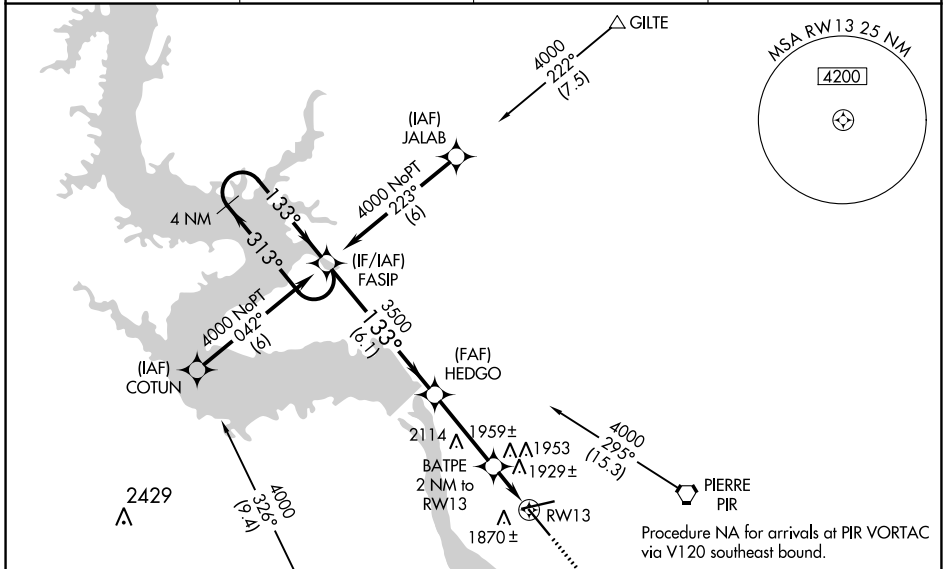 GILTE
4000
222°
(7.5)
MSA RW13 25 NM
4200
(IAF)
JALAB
4000 NoPT
223°
(6)
4 NM
133°
313°
(IF/IAF)
FASIP
4000 NoPT
042°
(6)
(IAF)
COTUN
3500
133°
(6.1)
(FAF)
HEDGO
4000
295°
(15.3)
2114
1959±
1953
1929±
BATPE
2 NM to
RW13
RW13
1870±
PIERRE
PIR
2429
4000
326°
(9.4)
Procedure NA for arrivals at PIR VORTAC
via V120 southeast bound.